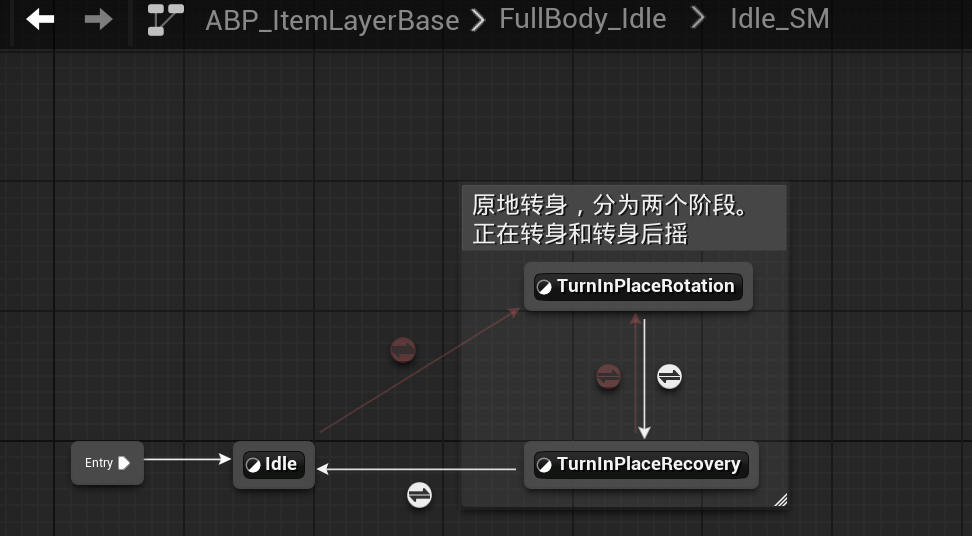 ABP_ItemLayerBase > FullBody_Idle > Idle_SM
原地转身，分为两个阶段。
正在转身和转身后摇
TurnInPlaceRotation
Entry
Idle
TurnInPlaceRecovery